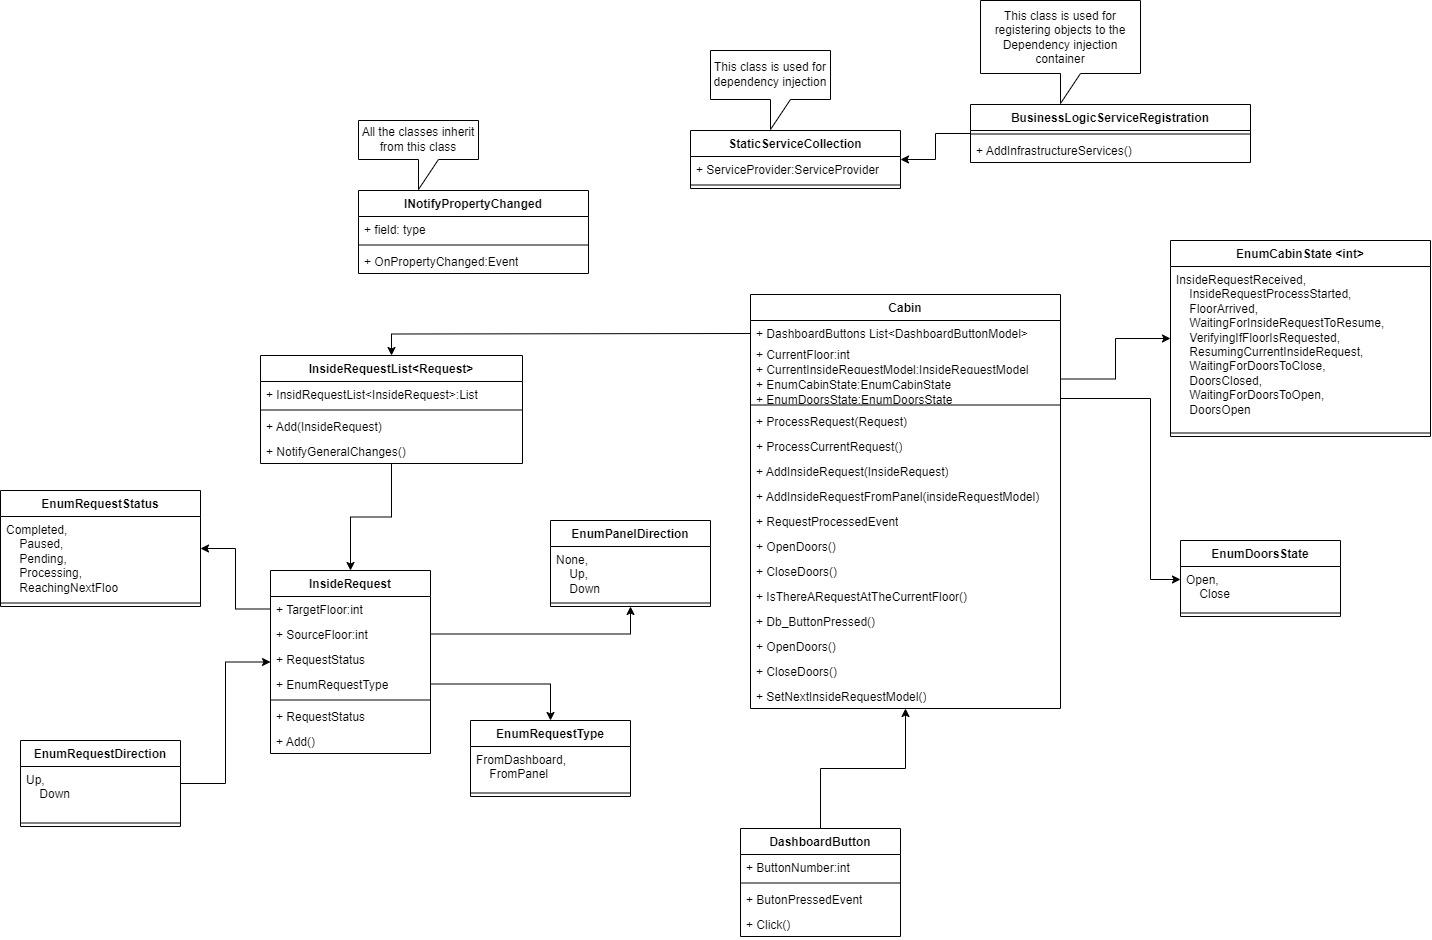 This class is used for
registering objects to the
Dependency injection
container
This class is used for
dependency injection
BusinessLogicServiceRegistration
+ AddInfrastructureServices()
StaticServiceCollection
+ ServiceProvider:ServiceProvider
All the classes inherit
from this class
INotifyPropertyChanged
+ field: type
+ OnPropertyChanged:Event
EnumCabinState <int>
InsideRequestReceived,
InsideRequestProcessStarted,
FloorArrived,
WaitingForInsideRequestToResume,
VerifyingIfFloorIsRequested,
ResumingCurrentInsideRequest,
WaitingForDoorsToClose,
DoorsClosed,
WaitingForDoorsToOpen,
DoorsOpen
Cabin
+ DashboardButtons List<DashboardButtonModel>
+ CurrentFloor:int
+ CurrentInsideRequestModel:InsideRequestModel
+ EnumCabinState:EnumCabinState
+ EnumDoorsState:EnumDoorsState
+ ProcessRequest(Request)
+ ProcessCurrentRequest()
+ AddInsideRequest(InsideRequest)
+ AddInsideRequestFromPanel(insideRequestModel)
+ RequestProcessedEvent
+ OpenDoors()
+ CloseDoors()
+ IsThereARequestAtTheCurrentFloor()
+ Db_ButtonPressed()
+ OpenDoors()
+ CloseDoors()
+ SetNextInsideRequestModel()
InsideRequestList<Request>
+ InsidRequestList<InsideRequest>:List
+ Add(InsideRequest)
+ NotifyGeneralChanges()
EnumRequestStatus
Completed,
Paused,
Pending,
Processing,
ReachingNextFloo
EnumPanelDirection
None,
Up,
Down
EnumDoorsState
Open,
Close
InsideRequest
+ TargetFloor:int
+ SourceFloor:int
+ RequestStatus
+ EnumRequestType
+ RequestStatus
+ Add()
EnumRequestType
FromDashboard,
FromPanel
EnumRequestDirection
Up,
Down
DashboardButton
+ ButtonNumber:int
+ ButonPressedEvent
+ Click()